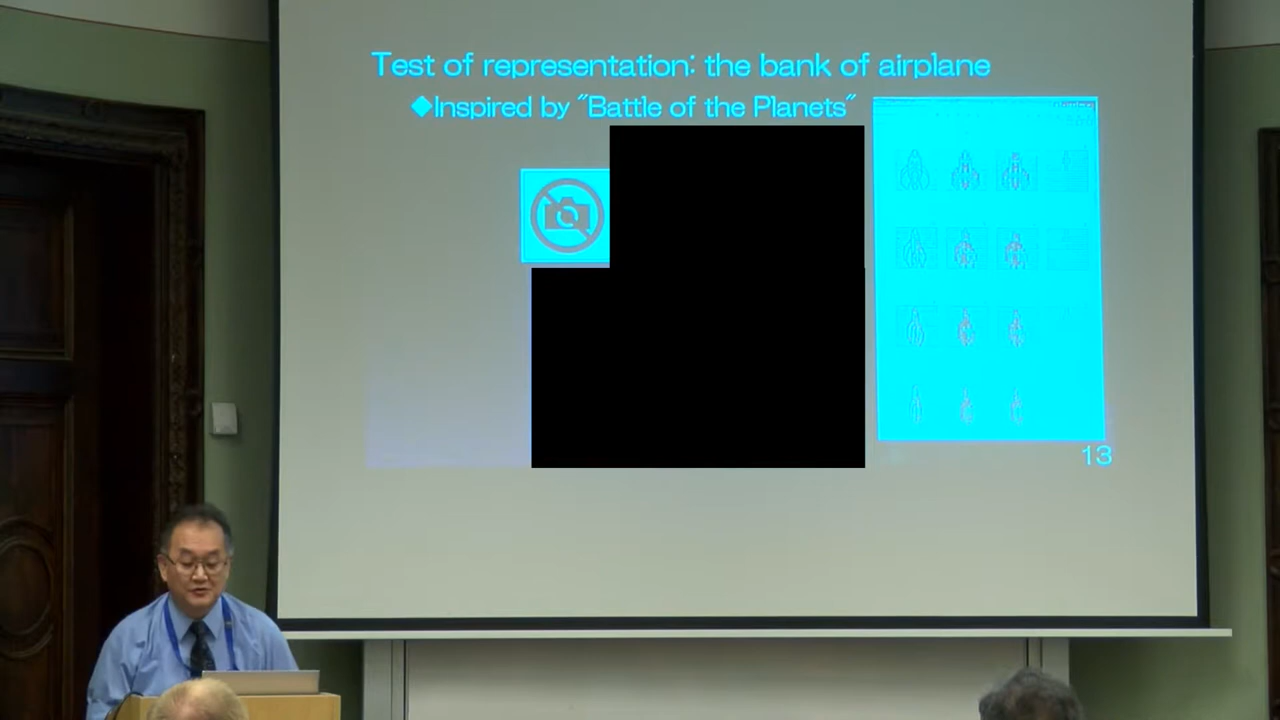 Test of representation: the bank of airplane
◆Inspired by "Battle of the Planets"
13